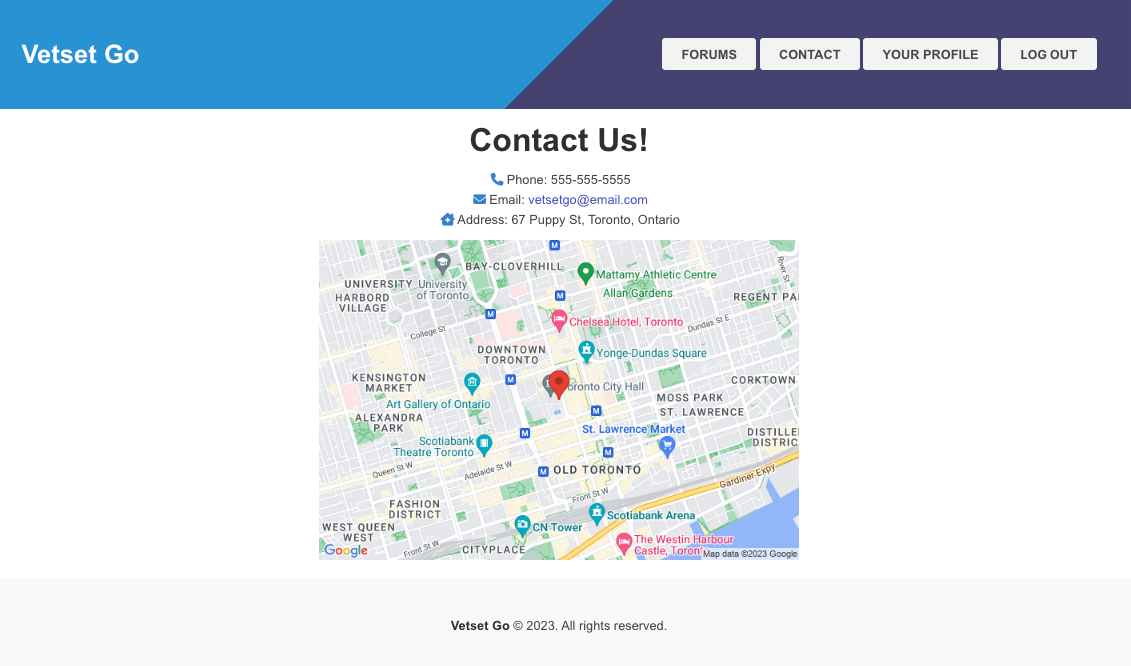 Vetset Go
FORUMS
CONTACT
YOUR PROFILE
LOG OUT
Contact Us!
Phone: 555-555-5555
Email: vetsetgo@email.com
Address: 67 Puppy St, Toronto, Ontario
M
BAY-CLOVERHILL
River St
Mattamy Athletic Centre
UNIVERSITY
University
of Toronto
HARBORD
VILLAGE
Allan Gardens
M
REGENT PA
M
Chelsea Hotel, Toronto
Dundas St E
College St
DOWNTOWN
TORONTO
Yonge-Dundas Square
KENSINGTON
MARKET
M
oronto City Hall
CORKTOWN
Art Gallery of Ontario
MOSS PARK
ST. LAWRENCE
M
ALEXANDRA
PARK
M
St. Lawrence Market
DISTILLE
DISTRIC
Scotiabank
Theatre Toronto
M
Queen St W
Adelaide St W
M
OLD TORONTO
Gardiner Expy
Front St W
FASHION
DISTRICT
Scotiabank Arena
WEST QUEEN
WEST
CN Tower
The Westin Harbour
Castle, Toront
Google
Front St W
CITYPLACE
Map data ©2023 Google
Vetset Go © 2023. All rights reserved.